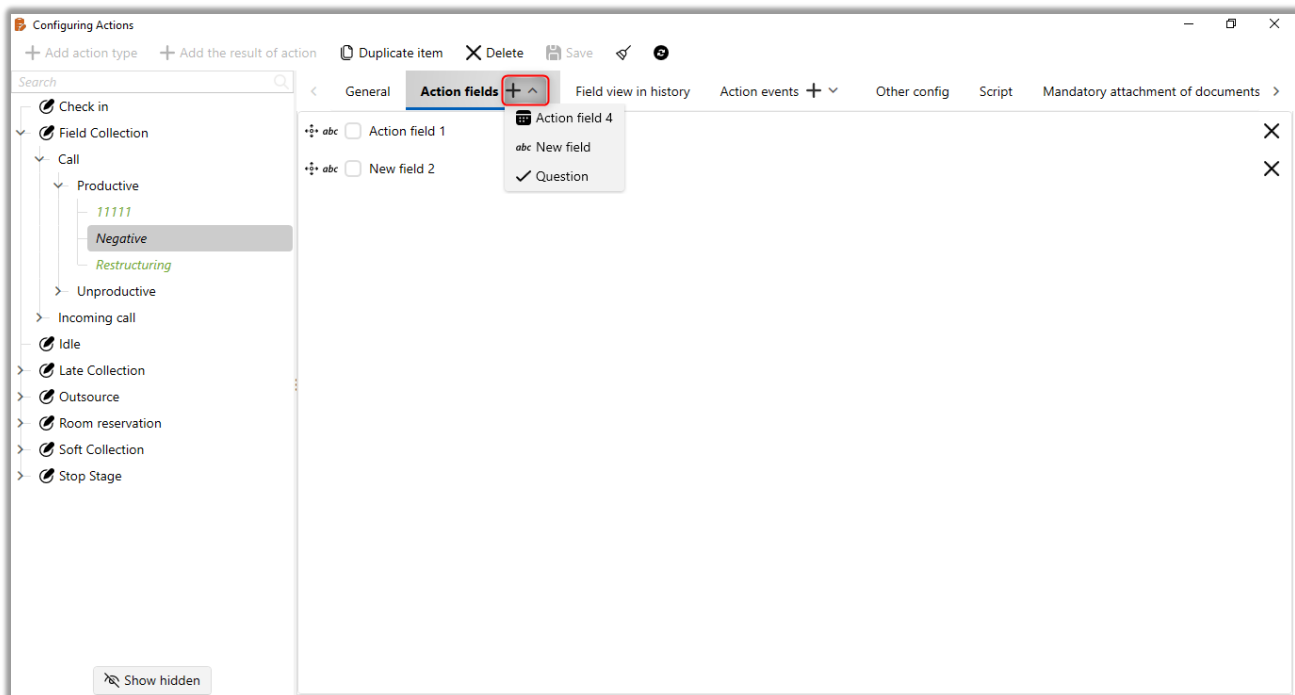 Configuring Actions
Add action type Add the result of action Duplicate item Delete Save
Search
General Action fields Field view in history Action events Other config Script Mandatory attachment of documents
Check in
Field Collection
Call
Productive
11111
Negative
Restructuring
Unproductive
Incoming call
Idle
Late Collection
Outsource
Room reservation
Soft Collection
Stop Stage
Show hidden
abc Action field 1
abc New field 2
Action field 4
abc New field
Question